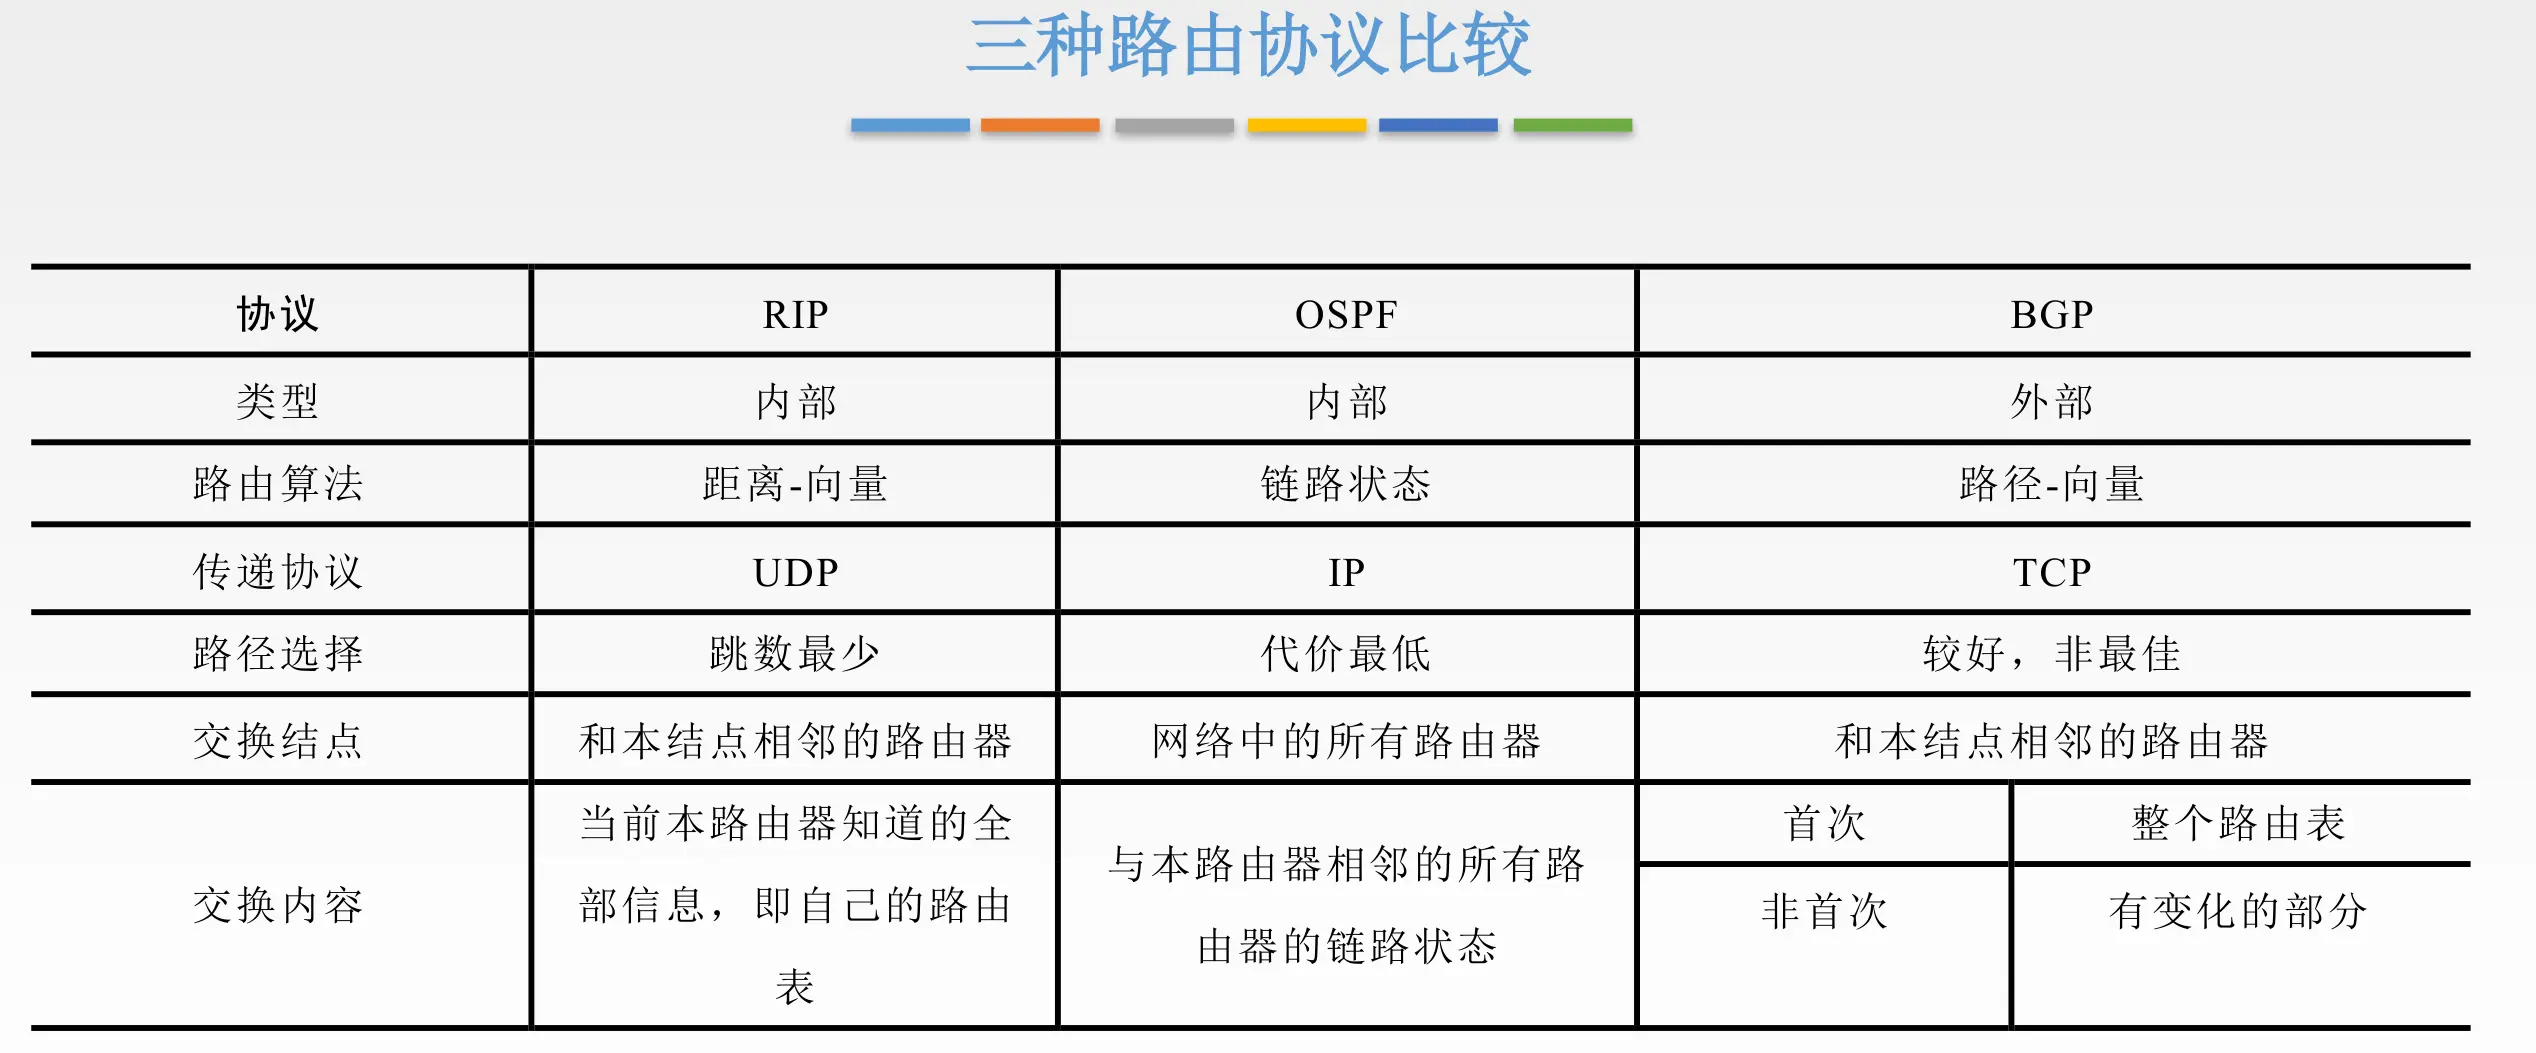 三种路由协议比较
协议 RIP OSPF BGP
类型 内部 内部 外部
路由算法 距离-向量 链路状态 路径-向量
传递协议 UDP IP TCP
路径选择 跳数最少 代价最低 较好，非最佳
交换结点 和本结点相邻的路由器 网络中的所有路由器 和本结点相邻的路由器
交换内容
当前本路由器知道的全
部信息，即自己的路由
表
与本路由器相邻的所有路
由器的链路状态
首次 整个路由表
非首次 有变化的部分